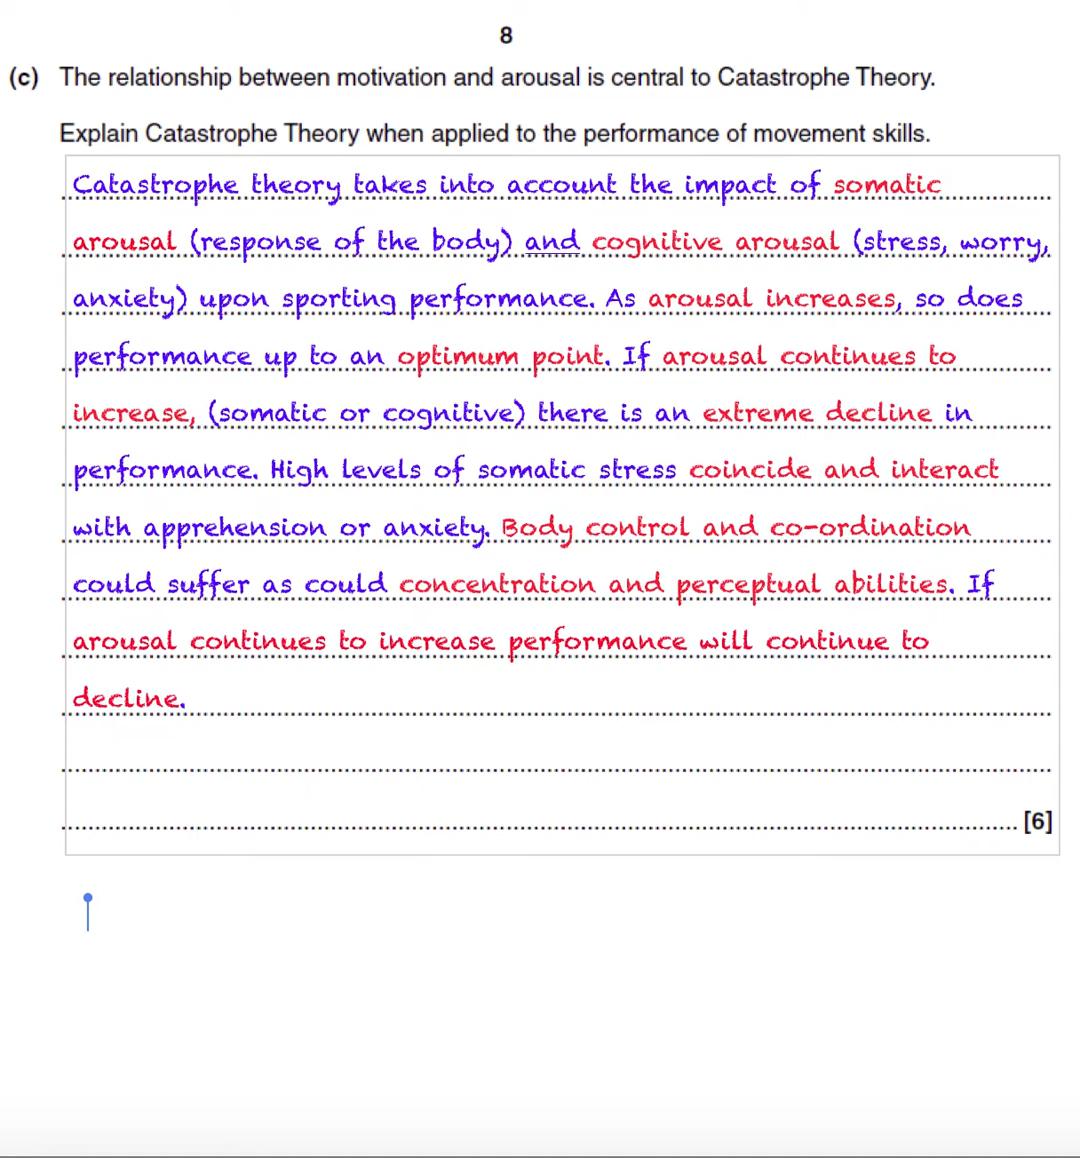 8
(c) The relationship between motivation and arousal is central to Catastrophe Theory.
Explain Catastrophe Theory when applied to the performance of movement skills.
Catastrophe theory takes into account the impact of somatic
arousal (response of the body) and cognitive arousal (stress, worry,
anxiety) upon sporting performance. As arousal increases, so does
performance up to an optimum point. If arousal continues to
increase, (somatic or cognitive) there is an extreme decline in
performance. High levels of somatic stress coincide and interact
with apprehension or anxiety. Body control and co-ordination
could suffer as could concentration and perceptual abilities. If
arousal continues to increase performance will continue to
decline.
[6]